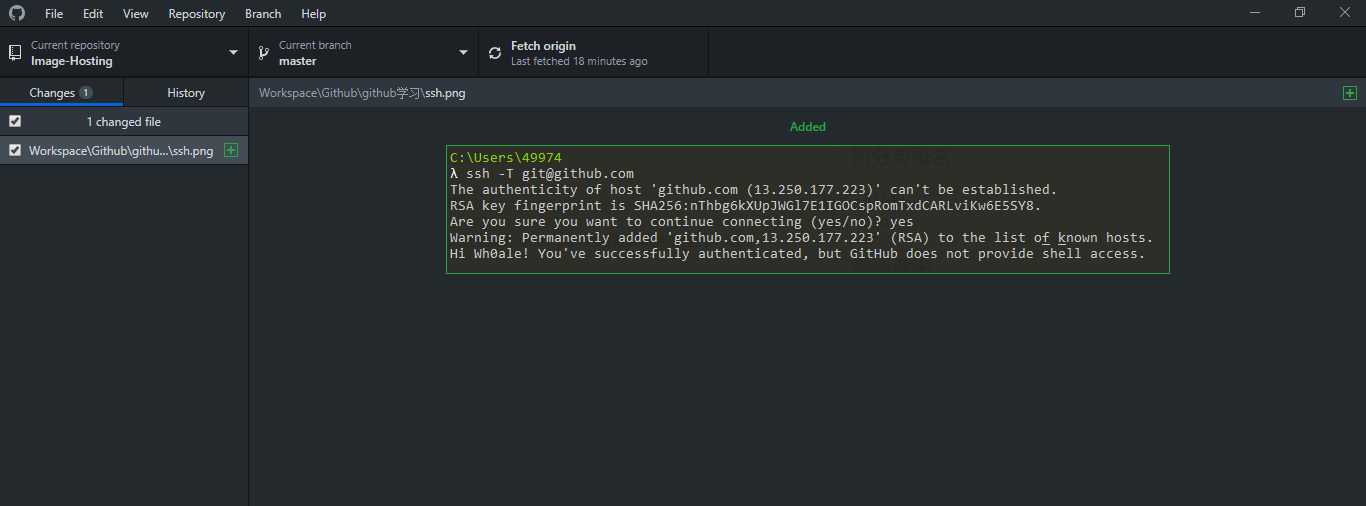 File Edit View Repository Branch Help
Current repository
Image-Hosting
Current branch
master
Fetch origin
Last fetched 18 minutes ago
Changes 1
History
Workspace\Github\github学习\ssh.png
1 changed file
Workspace\Github\githu...\ssh.png
Added
C:\Users\49974
λ ssh -T git@github.com
The authenticity of host 'github.com (13.250.177.223)' can't be established.
RSA key fingerprint is SHA256:nThbg6kXUpJWGl7E1IGOCspRomTxdCARLviKw6E5SY8.
Are you sure you want to continue connecting (yes/no)? yes
Warning: Permanently added 'github.com,13.250.177.223' (RSA) to the list of known hosts.
Hi Wh0ale! You've successfully authenticated, but GitHub does not provide shell access.